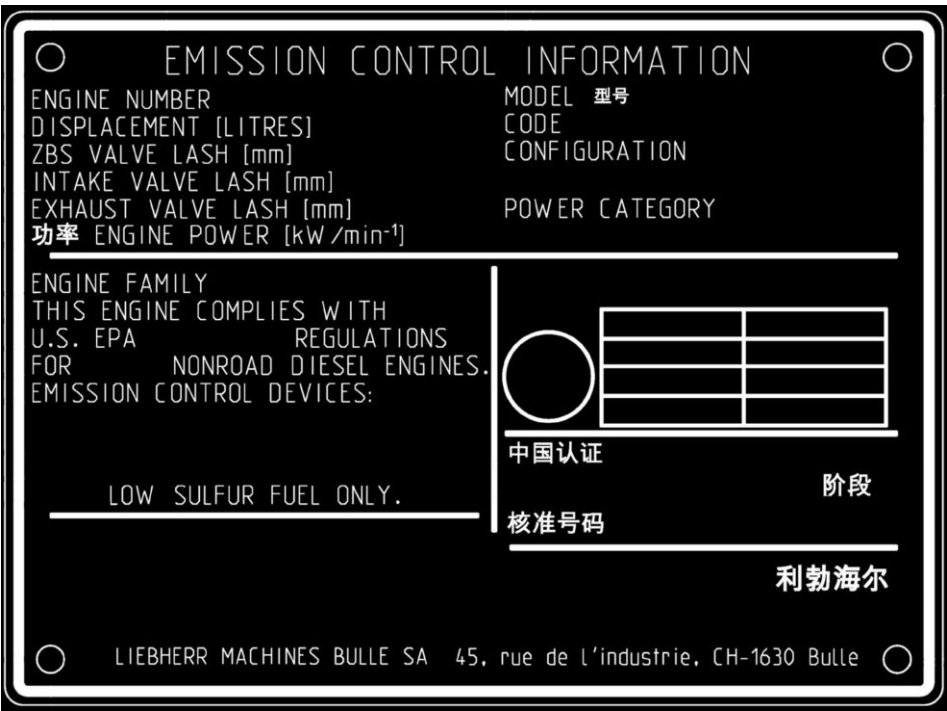 EMISSION CONTROL INFORMATION
ENGINE NUMBER
DISPLACEMENT [LITRES]
ZBS VALVE LASH [mm]
INTAKE VALVE LASH [mm]
EXHAUST VALVE LASH [mm]
功率 ENGINE POWER [kW/min-1]
MODEL 型号
CODE
CONFIGURATION
POWER CATEGORY
ENGINE FAMILY
THIS ENGINE COMPLIES WITH
U.S. EPA REGULATIONS
FOR NONROAD DIESEL ENGINES.
EMISSION CONTROL DEVICES:
LOW SULFUR FUEL ONLY.
中国认证
阶段
核准号码
利勃海尔
LIEBHERR MACHINES BULLE SA 45, rue de l'industrie, CH-1630 Bulle